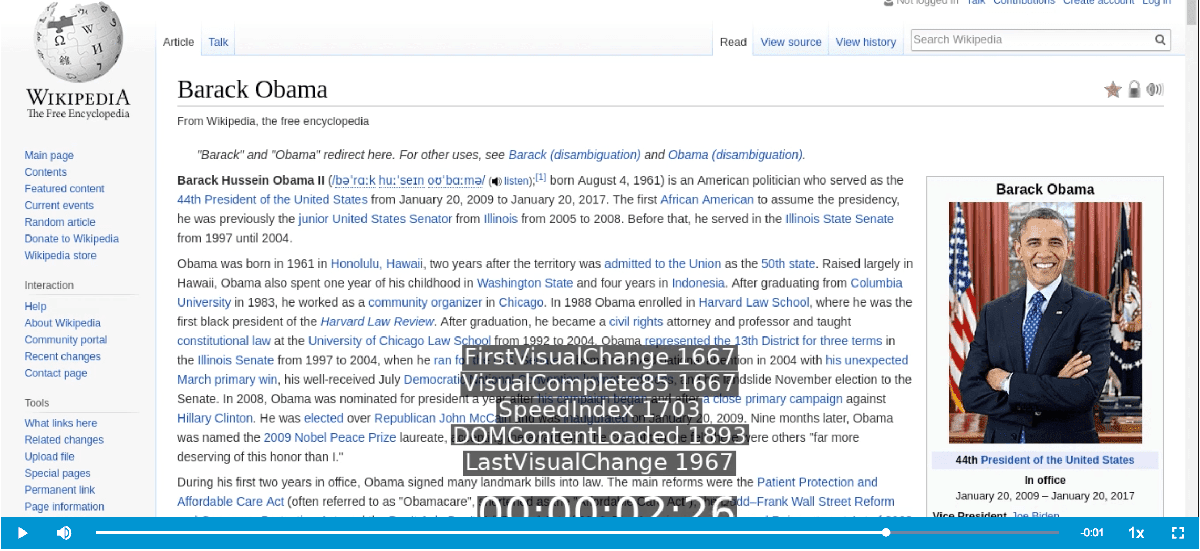 Not logged in Talk Contributions Create account Log in
WIKIPEDIA
The Free Encyclopedia
Article Talk Read View source View history Search Wikipedia
Barack Obama
From Wikipedia, the free encyclopedia
"Barack" and "Obama" redirect here. For other uses, see Barack (disambiguation) and Obama (disambiguation).
Barack Hussein Obama II (/bəˈrɑːk huːˈseɪn oʊˈbɑːmə/ (listen);[1] born August 4, 1961) is an American politician who served as the
44th President of the United States from January 20, 2009 to January 20, 2017. The first African American to assume the presidency,
he was previously the junior United States Senator from Illinois from 2005 to 2008. Before that, he served in the Illinois State Senate
from 1997 until 2004.
Obama was born in 1961 in Honolulu, Hawaii, two years after the territory was admitted to the Union as the 50th state. Raised largely in
Hawaii, Obama also spent one year of his childhood in Washington State and four years in Indonesia. After graduating from Columbia
University in 1983, he worked as a community organizer in Chicago. In 1988 Obama enrolled in Harvard Law School, where he was the
first black president of the Harvard Law Review. After graduation, he became a civil rights attorney and professor and taught
constitutional law at the University of Chicago Law School from 1992 to 2004. Obama represented the 13th District for three terms in
the Illinois Senate from 1997 to 2004, when he ran in 2004 with his unexpected
March primary win, his well-received July Democratic landslide November election to the
Senate. In 2008, Obama was nominated for president a year after his campaign began and after a close primary campaign against
Hillary Clinton. He was elected over Republican John McCain and was inaugurated on January 20, 2009. Nine months later, Obama
was named the 2009 Nobel Peace Prize laureate, were others "far more
deserving of this honor than I."
During his first two years in office, Obama signed many landmark bills into law. The main reforms were the Patient Protection and
Affordable Care Act (often referred to as "Obamacare", Dodd–Frank Wall Street Reform
Main page
Contents
Featured content
Current events
Random article
Donate to Wikipedia
Wikipedia store
Interaction
Help
About Wikipedia
Community portal
Recent changes
Contact page
Tools
What links here
Related changes
Upload file
Special pages
Permanent link
Page information
Barack Obama
44th President of the United States
In office
January 20, 2009 – January 20, 2017
Vice President Joe Biden
FirstVisualChange 1667
VisualComplete85 1667
SpeedIndex 1703
DOMContentLoaded 1803
LastVisualChange 1967
00:00:02:26
-0:01 1x